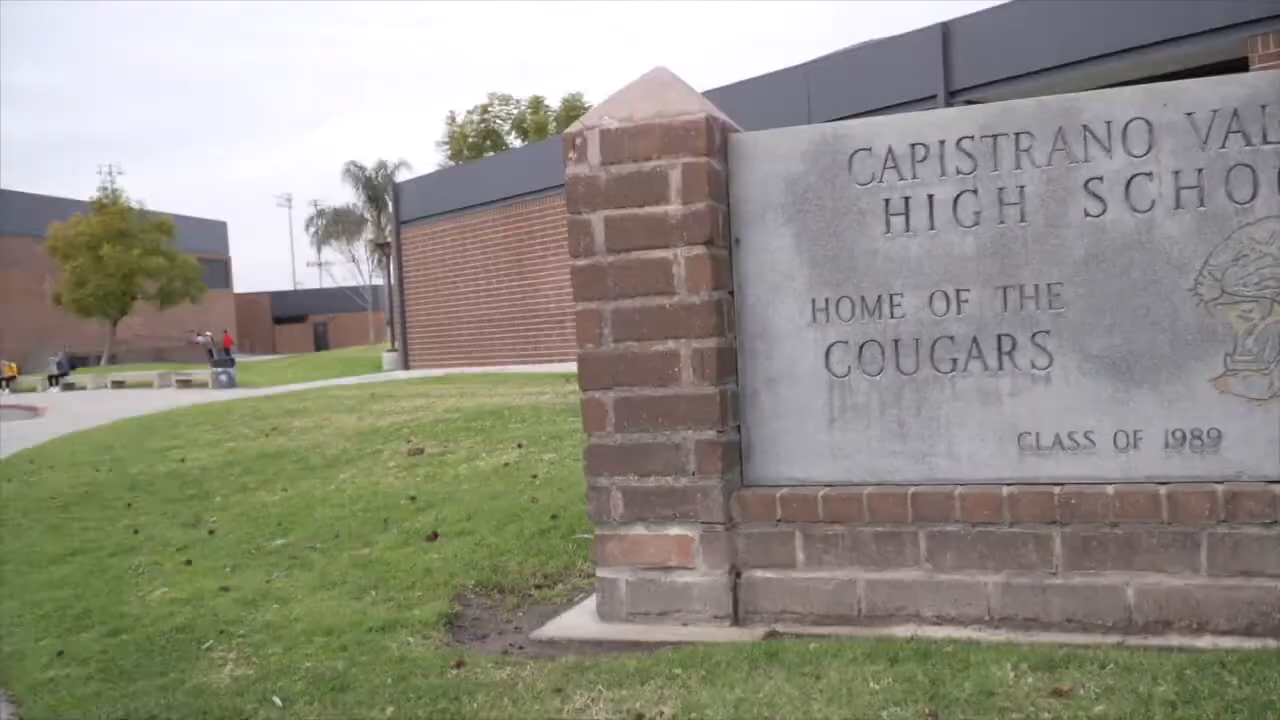 CAPISTRANO VAL
HIGH SCHO
HOME OF THE
COUGARS
CLASS OF 1989